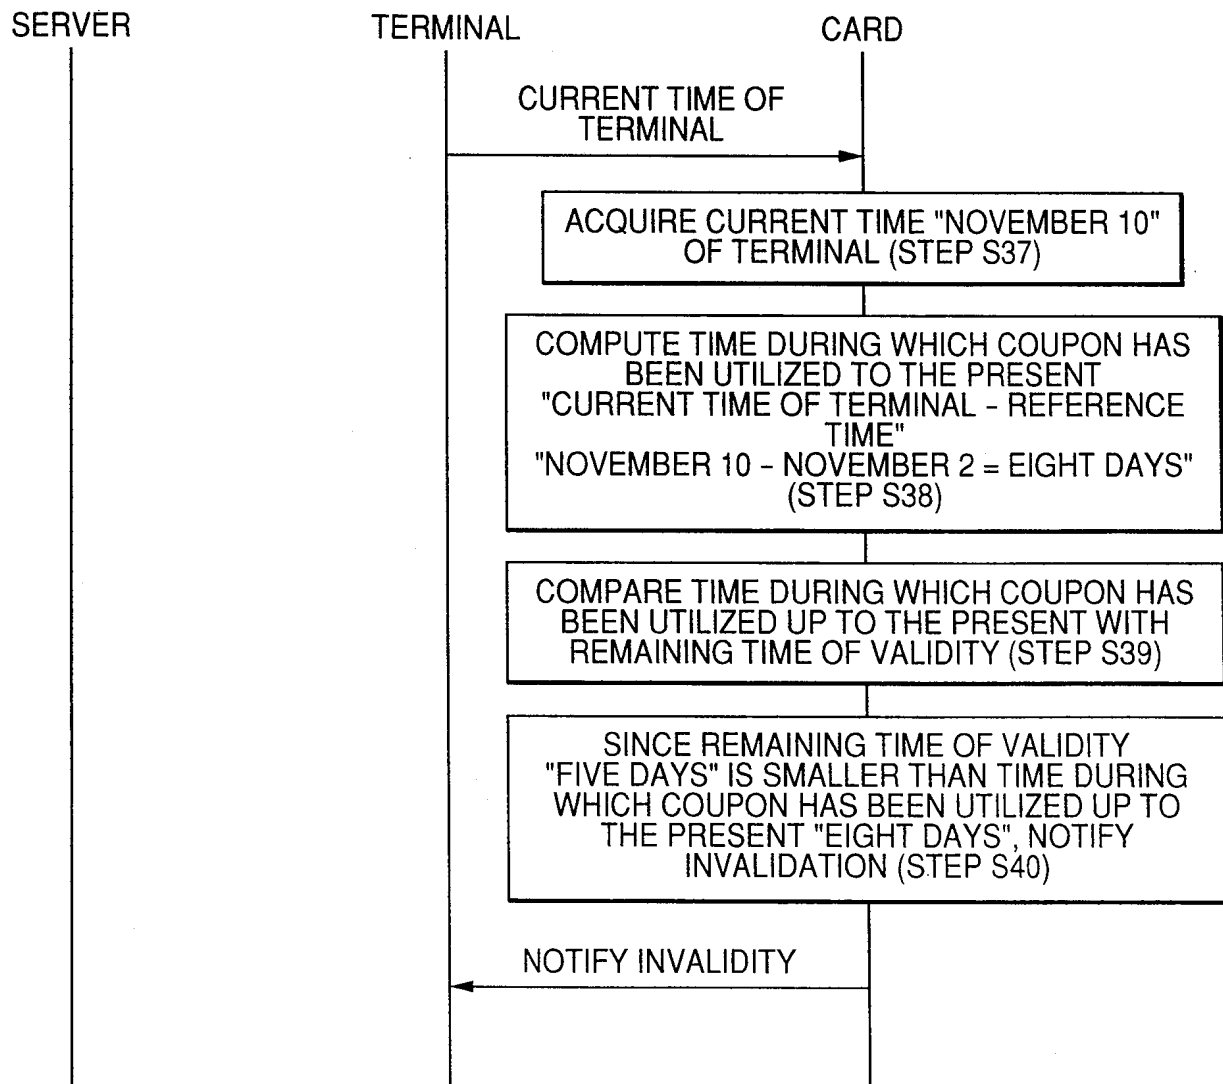 SERVER
TERMINAL
CARD
CURRENT TIME OF
TERMINAL
ACQUIRE CURRENT TIME "NOVEMBER 10"
OF TERMINAL (STEP S37)
COMPUTE TIME DURING WHICH COUPON HAS
BEEN UTILIZED TO THE PRESENT
"CURRENT TIME OF TERMINAL - REFERENCE
TIME"
"NOVEMBER 10 - NOVEMBER 2 = EIGHT DAYS"
(STEP S38)
COMPARE TIME DURING WHICH COUPON HAS
BEEN UTILIZED UP TO THE PRESENT WITH
REMAINING TIME OF VALIDITY (STEP S39)
SINCE REMAINING TIME OF VALIDITY
"FIVE DAYS" IS SMALLER THAN TIME DURING
WHICH COUPON HAS BEEN UTILIZED UP TO
THE PRESENT "EIGHT DAYS", NOTIFY
INVALIDATION (STEP S40)
NOTIFY INVALIDITY